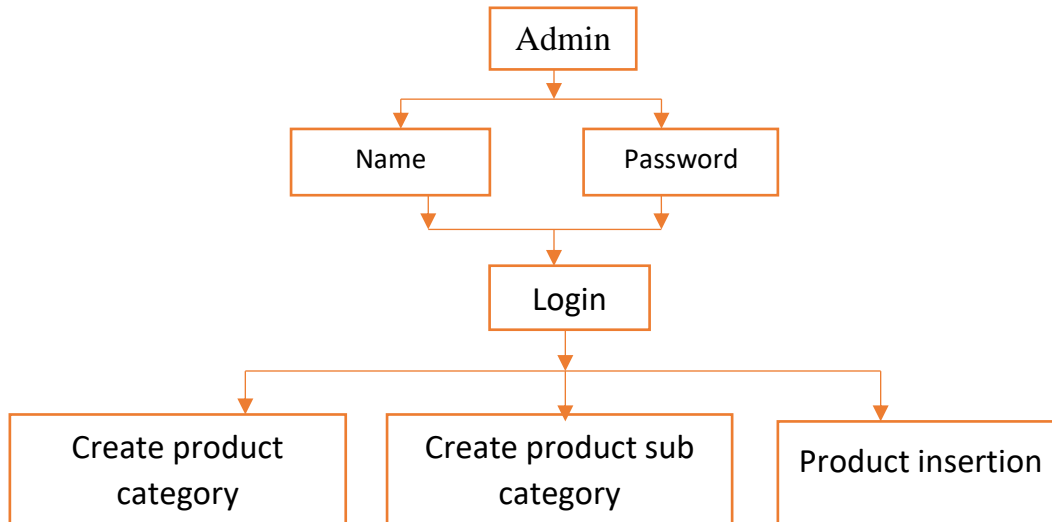 Admin
Name
Password
Login
Create product
category
Create product sub
category
Product insertion